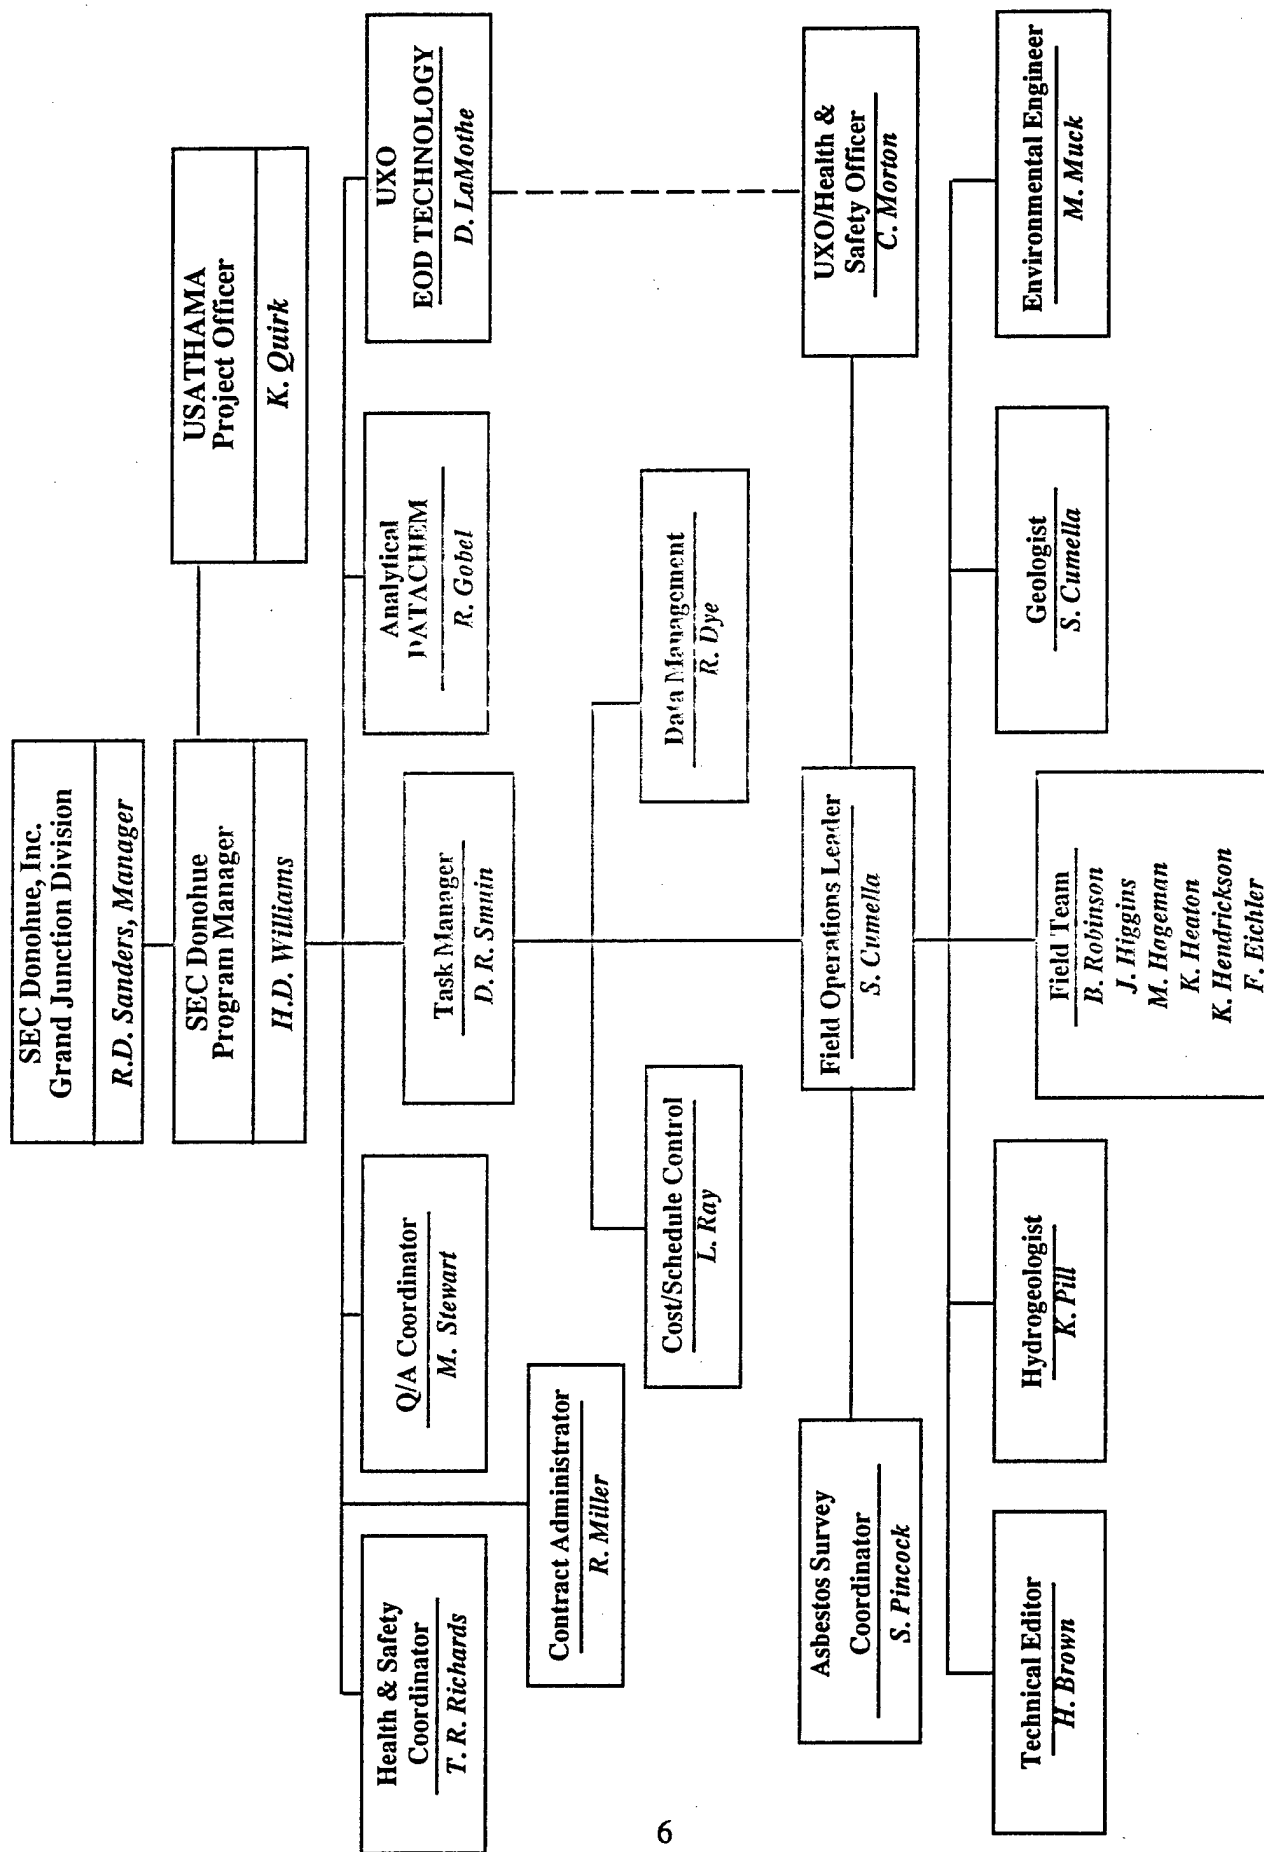 SEC Donohue, Inc.
Grand Junction Division
R.D. Sanders, Manager
SEC Donohue
Program Manager
H.D. Williams
USATHAMA
Project Officer
K. Quirk
Health & Safety
Coordinator
T. R. Richards
Q/A Coordinator
M. Stewart
Task Manager
D. R. Smuin
Analytical
DATACHEM
R. Gobel
UXO
EOD TECHNOLOGY
D. LaMothe
Contract Administrator
R. Miller
Cost/Schedule Control
L. Ray
Data Management
R. Dye
Asbestos Survey
Coordinator
S. Pincock
Field Operations Leader
S. Cumella
UXO/Health &
Safety Officer
C. Morton
Technical Editor
H. Brown
Hydrogeologist
K. Pill
Field Team
B. Robinson
J. Higgins
M. Hageman
K. Heaton
K. Hendrickson
F. Eichler
Geologist
S. Cumella
Environmental Engineer
M. Muck
6